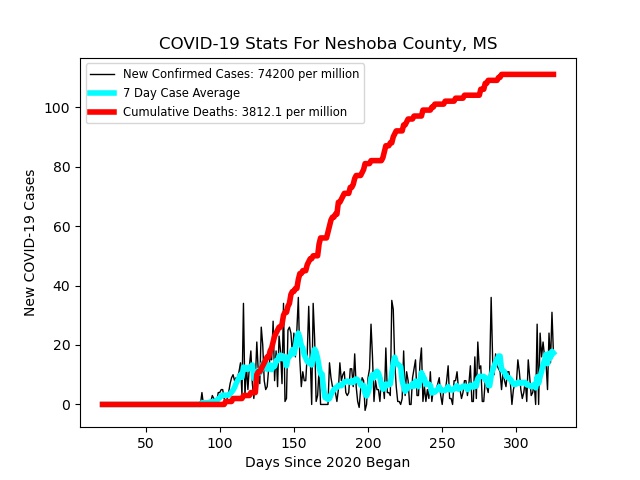 COVID-19 Stats For Neshoba County, MS
New Confirmed Cases: 74200 per million
7 Day Case Average
Cumulative Deaths: 3812.1 per million
New COVID-19 Cases
100
80
60
40
20
0
50 100 150 200 250 300
Days Since 2020 Began